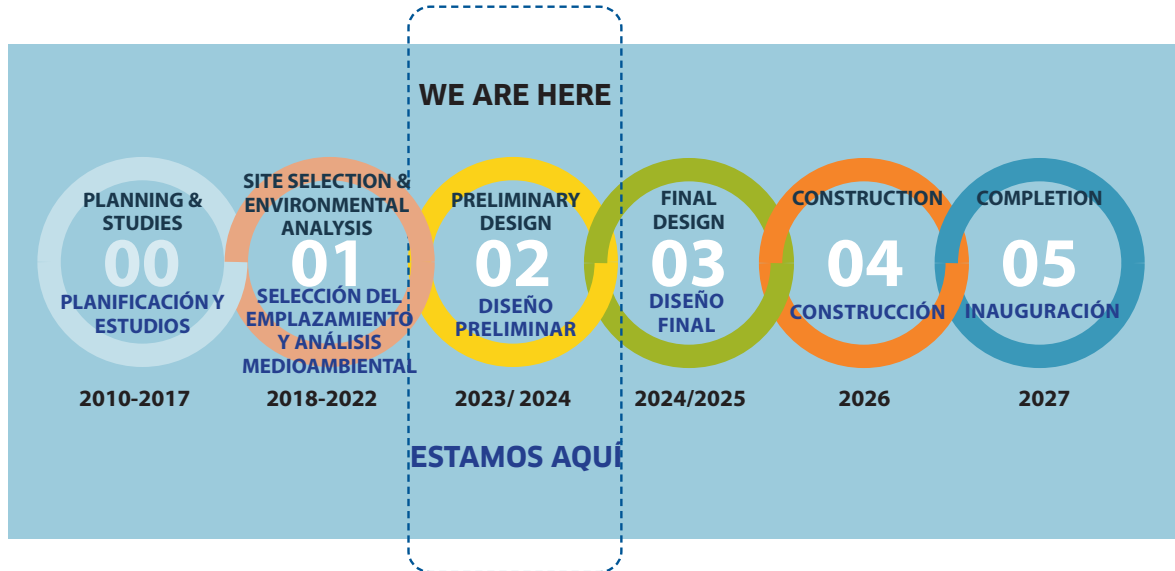 WE ARE HERE
PLANNING &
STUDIES
00
PLANIFICACIÓN Y
ESTUDIOS
2010-2017
SITE SELECTION &
ENVIRONMENTAL
ANALYSIS
01
SELECCIÓN DEL
EMPLAZAMIENTO
Y ANÁLISIS
MEDIOAMBIENTAL
2018-2022
PRELIMINARY
DESIGN
02
DISEÑO
PRELIMINAR
2023/ 2024
FINAL
DESIGN
03
DISEÑO
FINAL
2024/2025
CONSTRUCTION
04
CONSTRUCCIÓN
2026
COMPLETION
05
INAUGURACIÓN
2027
ESTAMOS AQUÍ